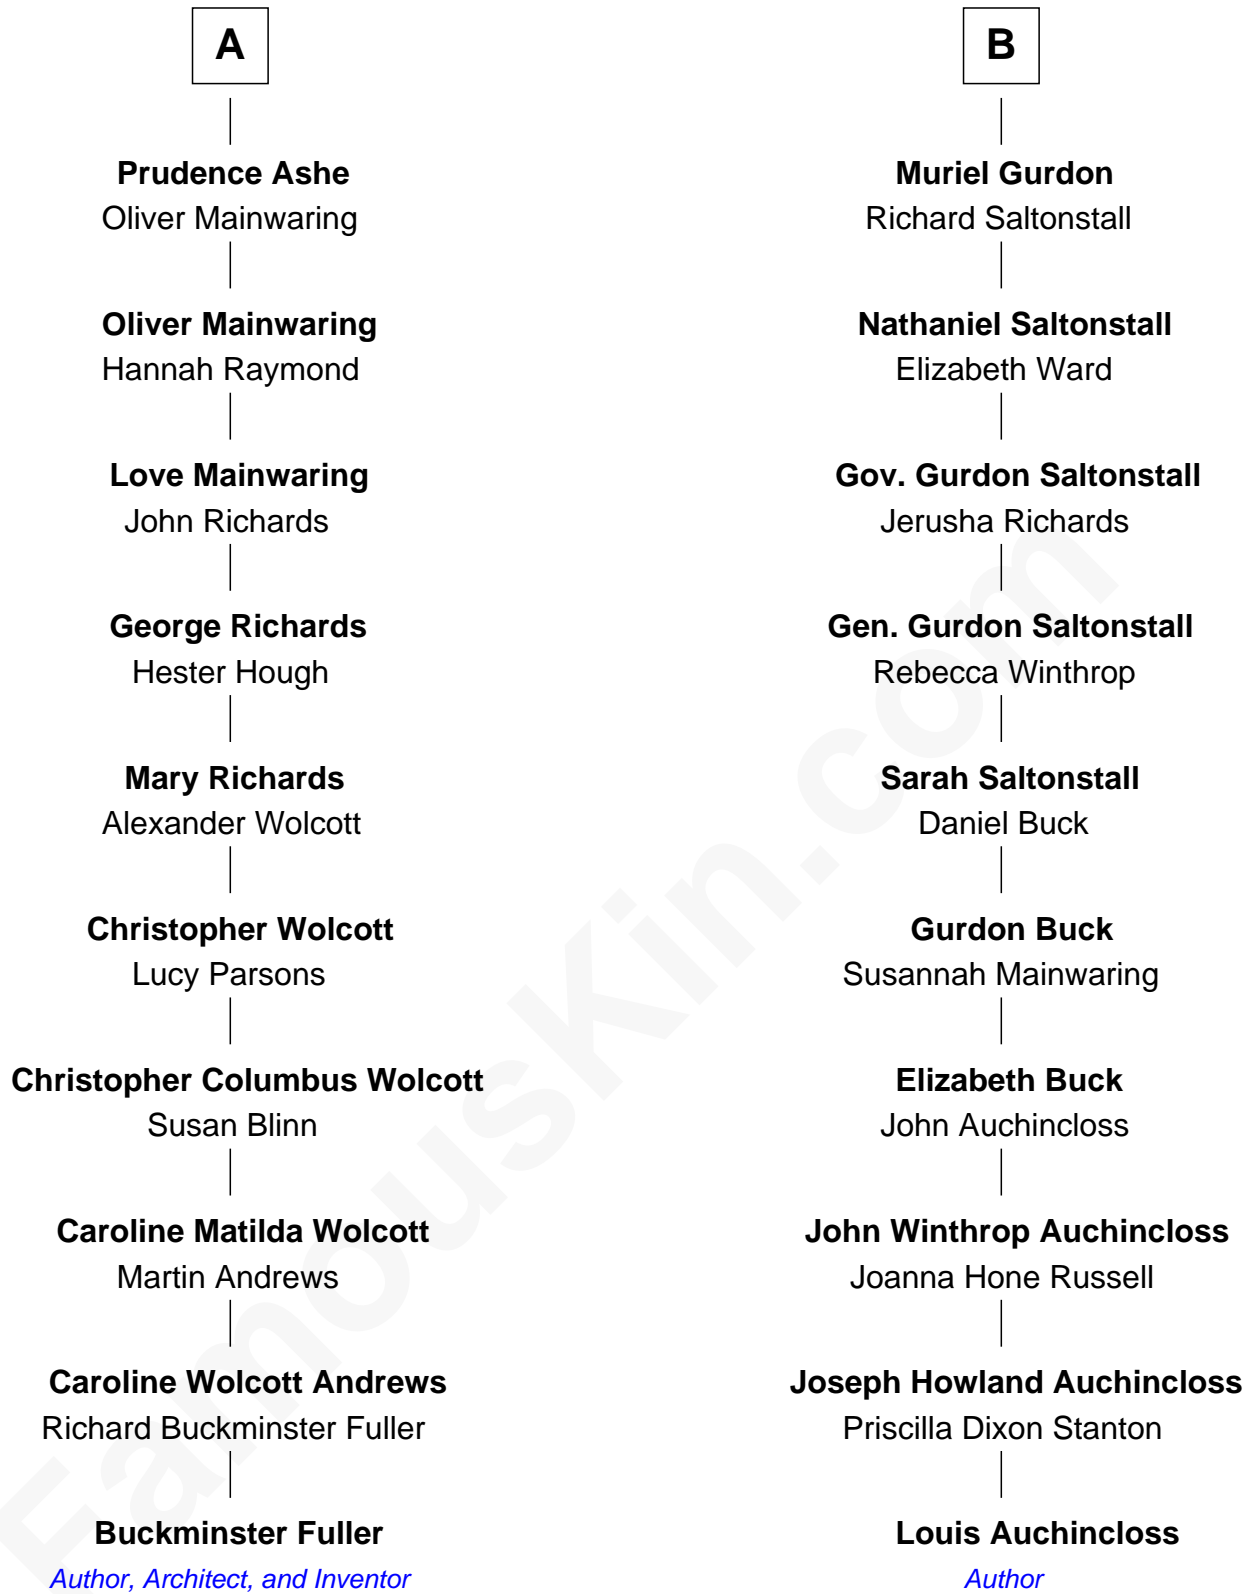 A
Prudence Ashe
Oliver Mainwaring
Oliver Mainwaring
Hannah Raymond
Love Mainwaring
John Richards
George Richards
Hester Hough
Mary Richards
Alexander Wolcott
Christopher Wolcott
Lucy Parsons
Christopher Columbus Wolcott
Susan Blinn
Caroline Matilda Wolcott
Martin Andrews
Caroline Wolcott Andrews
Richard Buckminster Fuller
Buckminster Fuller
Author, Architect, and Inventor
B
Muriel Gurdon
Richard Saltonstall
Nathaniel Saltonstall
Elizabeth Ward
Gov. Gurdon Saltonstall
Jerusha Richards
Gen. Gurdon Saltonstall
Rebecca Winthrop
Sarah Saltonstall
Daniel Buck
Gurdon Buck
Susannah Mainwaring
Elizabeth Buck
John Auchincloss
John Winthrop Auchincloss
Joanna Hone Russell
Joseph Howland Auchincloss
Priscilla Dixon Stanton
Louis Auchincloss
Author
FamousKin.com